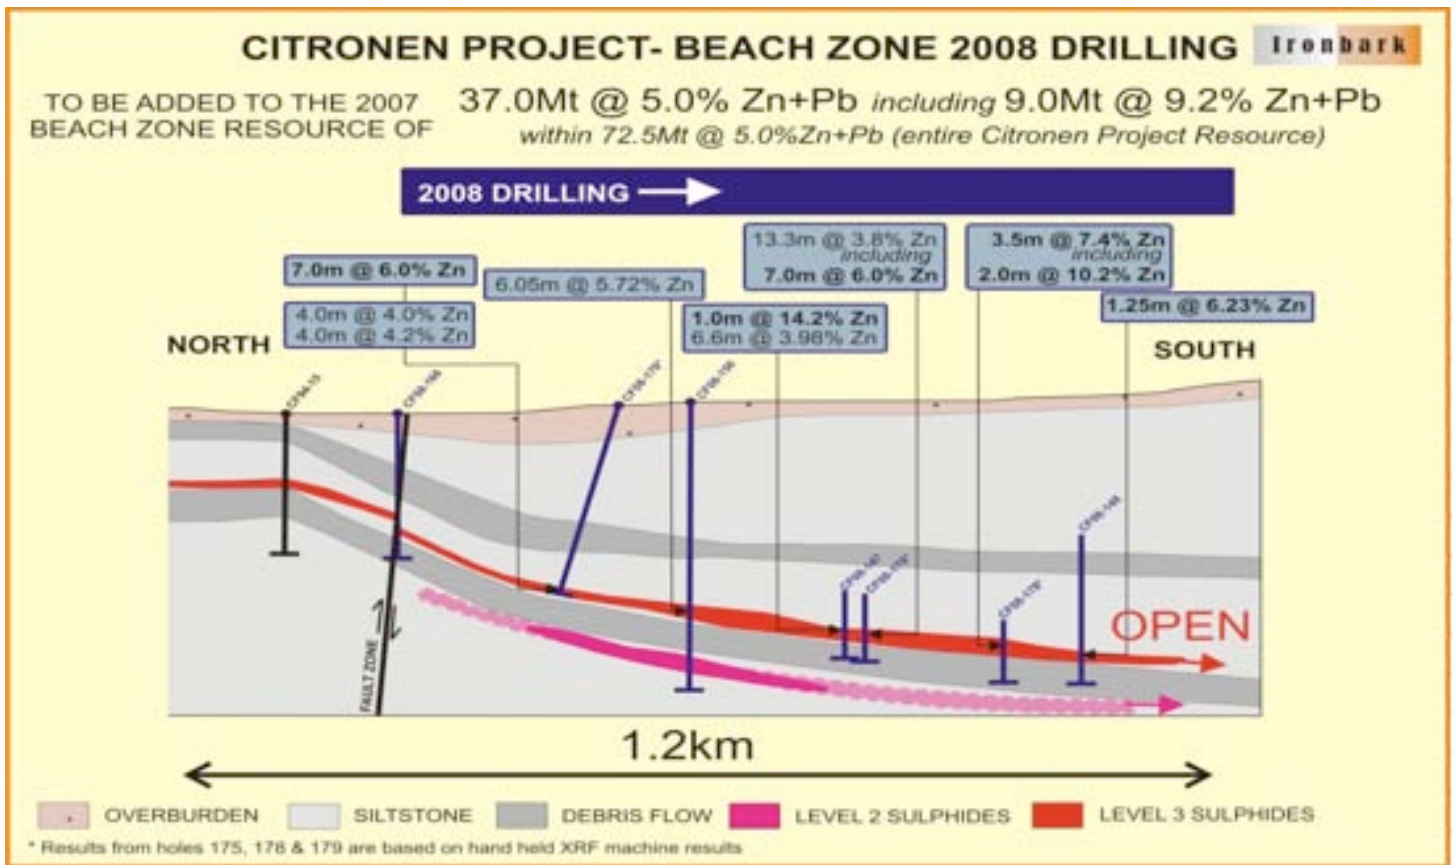 CITRONEN PROJECT- BEACH ZONE 2008 DRILLING
Ironbark
TO BE ADDED TO THE 2007
BEACH ZONE RESOURCE OF
37.0Mt @ 5.0% Zn+Pb including 9.0Mt @ 9.2% Zn+Pb
within 72.5Mt @ 5.0%Zn+Pb (entire Citronen Project Resource)
2008 DRILLING
7.0m @ 6.0% Zn
4.0m @ 4.0% Zn
4.0m @ 4.2% Zn
6.05m @ 5.72% Zn
1.0m @ 14.2% Zn
6.6m @ 3.98% Zn
13.3m @ 3.8% Zn
including
7.0m @ 6.0% Zn
3.5m @ 7.4% Zn
including
2.0m @ 10.2% Zn
1.25m @ 6.23% Zn
NORTH
SOUTH
FAULT ZONE
OPEN
1.2km
OVERBURDEN
SILTSTONE
DEBRIS FLOW
LEVEL 2 SULPHIDES
LEVEL 3 SULPHIDES
* Results from holes 175, 178 & 179 are based on hand held XRF machine results